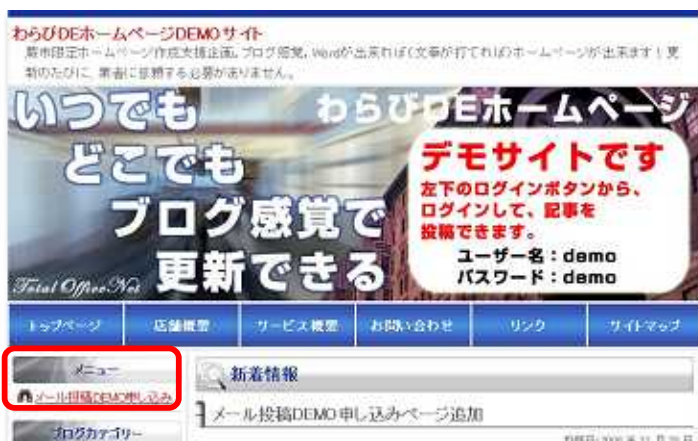 わらびDEホームページDEMOサイト
蕨市限定ホームページ作成支援企画。ブログ感覚、Wordが出来れば(文章が打てれば)ホームページが出来ます！更
新のたびに、業者に依頼する必要がありません。
いつでも
わらびDEホームページ
どこでも
ブログ感覚で
更新できる
デモサイトです
左下のログインボタンから、
ログインして、記事を
投稿できます。
ユーザー名：demo
パスワード：demo
Total Office Net
トップページ 店舗概要 サービス概要 お問い合わせ リンク サイトマップ
メニュー
メール投稿DEMO申し込み
ブログカテゴリー
新着情報
メール投稿DEMO申し込みページ追加